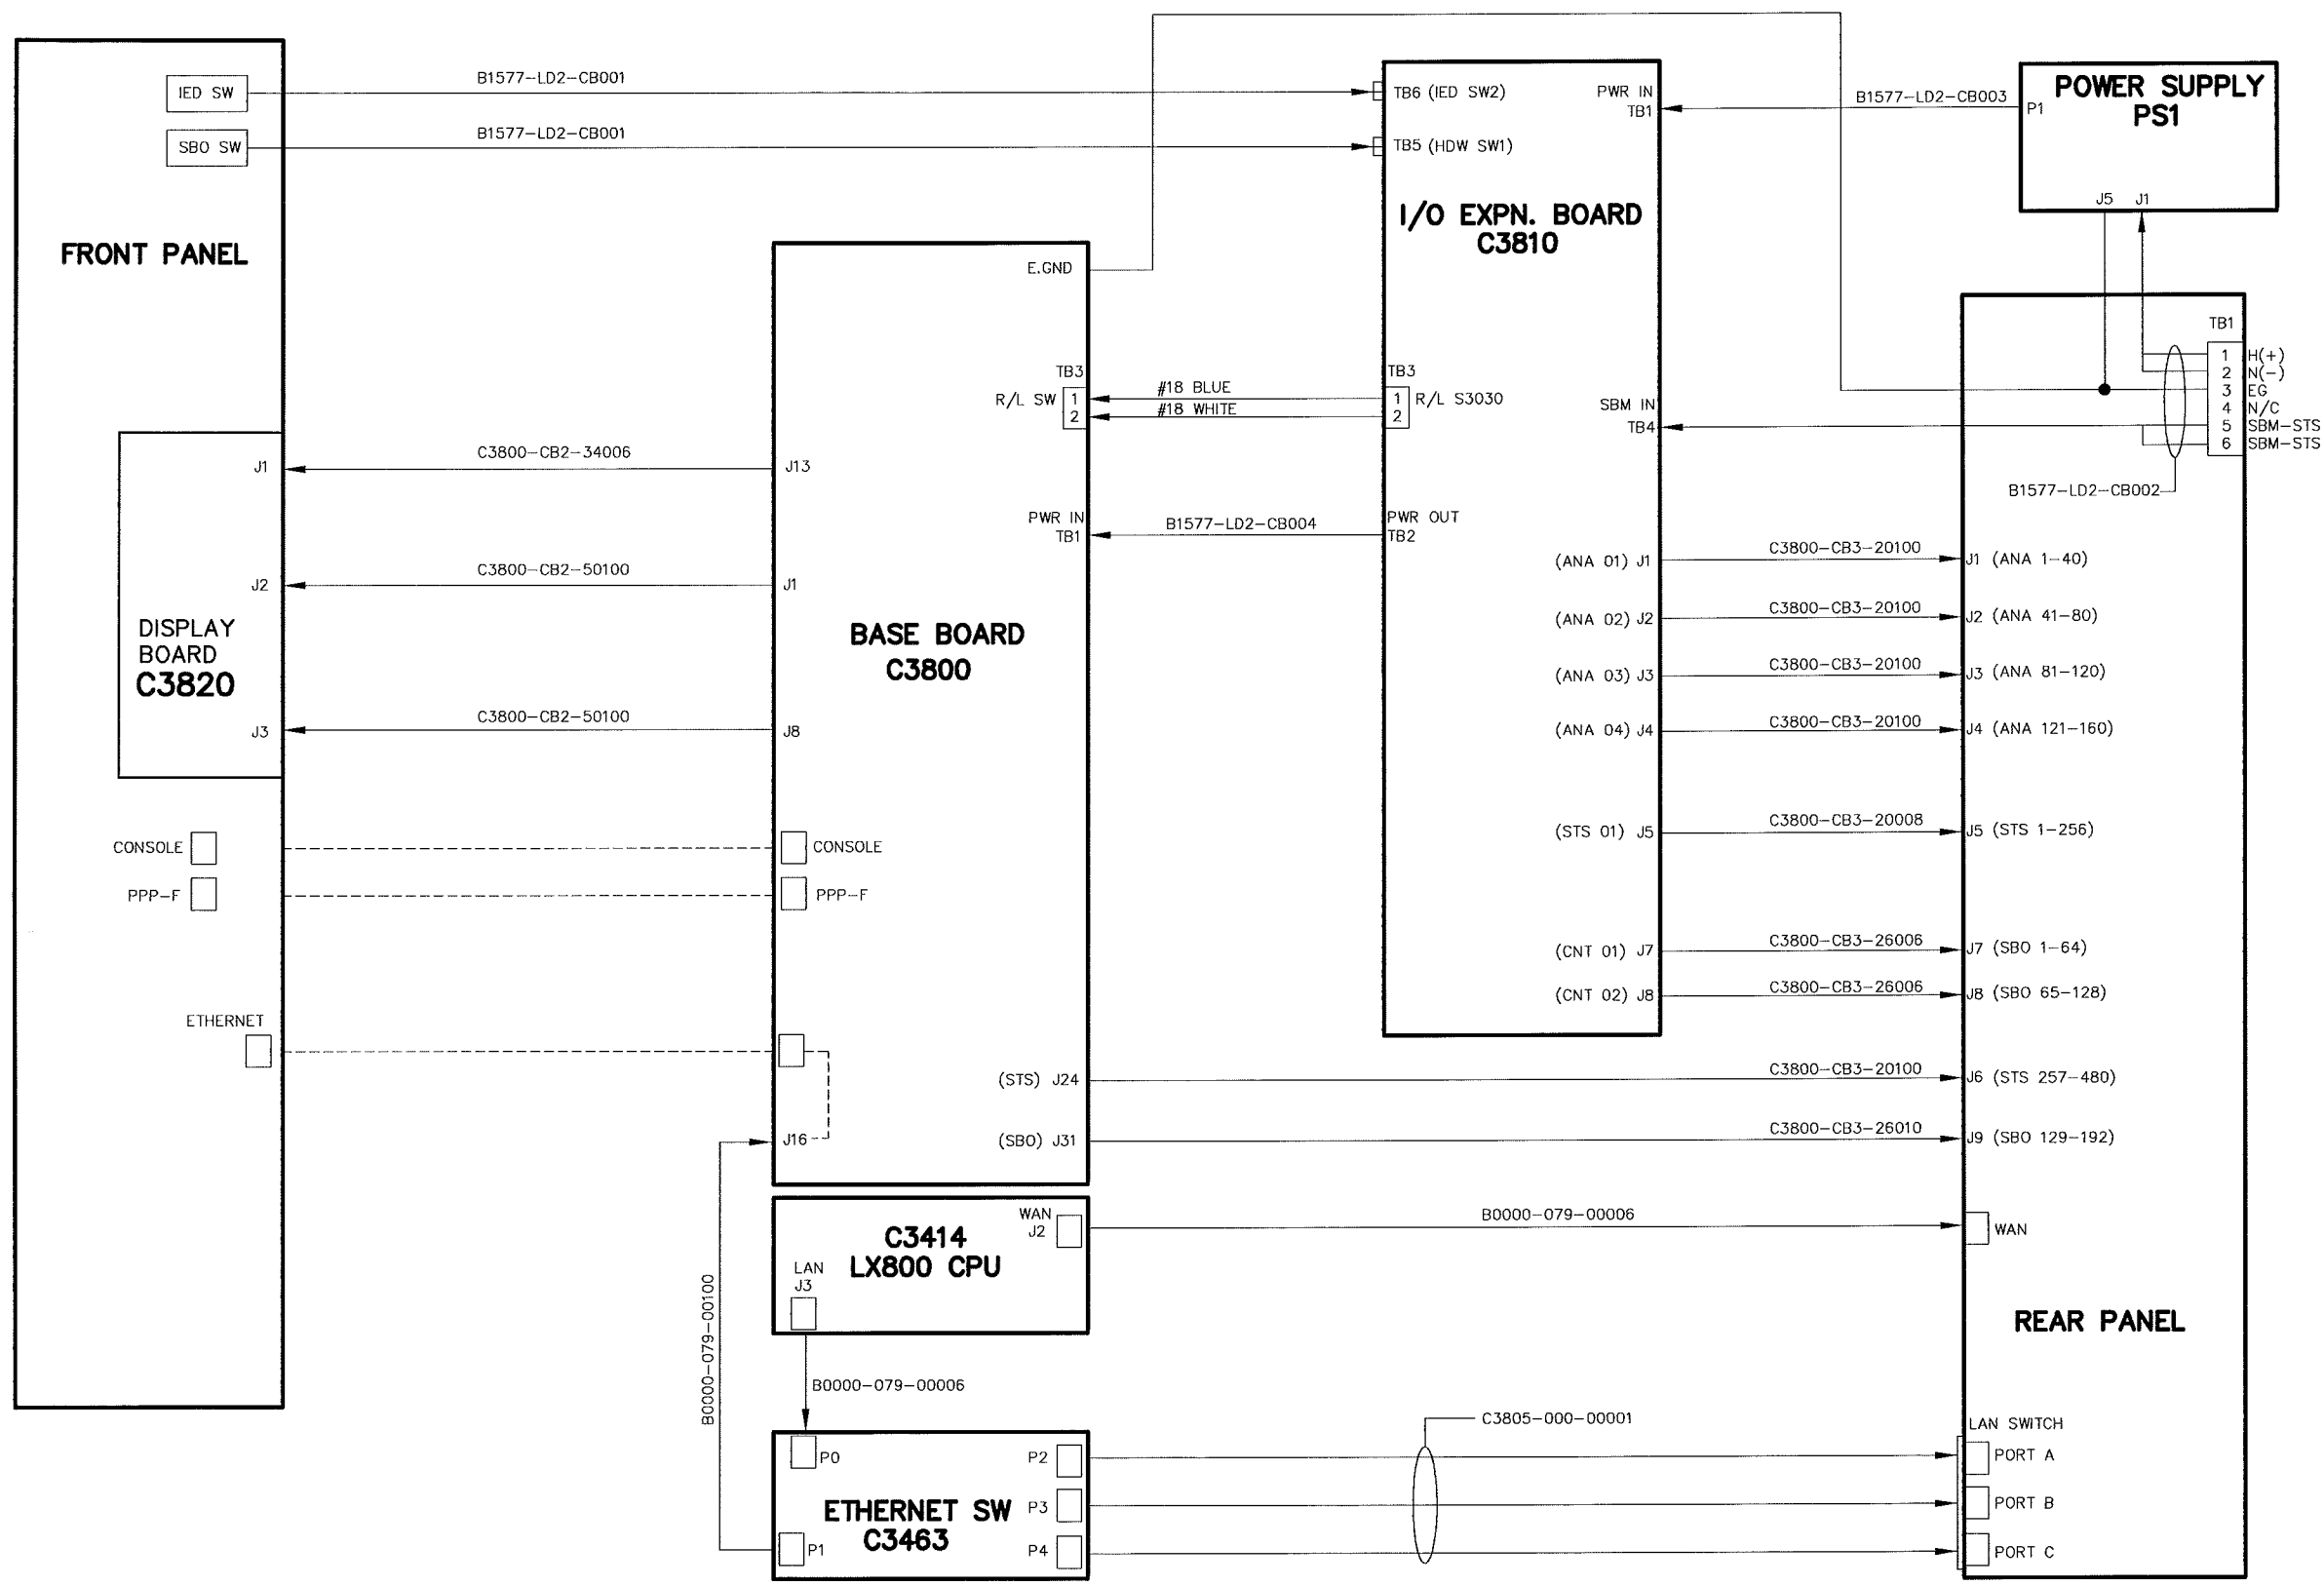 IED SW
B1577-LD2-CB001
SBO SW
B1577-LD2-CB001
FRONT PANEL
J1
J2
DISPLAY
BOARD
C3820
J3
CONSOLE
PPP-F
ETHERNET
C3800-CB2-34006
C3800-CB2-50100
C3800-CB2-50100
E.GND
TB3
R/L SW
1
2
J13
PWR IN
TB1
J1
BASE BOARD
C3800
J8
CONSOLE
PPP-F
(STS) J24
J16
(SBO) J31
#18 BLUE
#18 WHITE
B1577-LD2-CB004
TB6 (IED SW2)
PWR IN
TB1
TB5 (HDW SW1)
I/O EXPN. BOARD
C3810
TB3
1
2
R/L S3030
SBM IN
TB4
PWR OUT
TB2
(ANA 01) J1
(ANA 02) J2
(ANA 03) J3
(ANA 04) J4
(STS 01) J5
(CNT 01) J7
(CNT 02) J8
B1577-LD2-CB003
POWER SUPPLY
PS1
P1
J5
J1
TB1
1 H(+)
2 N(-)
3 EG
4 N/C
5 SBM-STS
6 SBM-STS
B1577-LD2-CB002
C3800-CB3-20100
J1 (ANA 1-40)
C3800-CB3-20100
J2 (ANA 41-80)
C3800-CB3-20100
J3 (ANA 81-120)
C3800-CB3-20100
J4 (ANA 121-160)
C3800-CB3-20008
J5 (STS 1-256)
C3800-CB3-26006
J7 (SBO 1-64)
C3800-CB3-26006
J8 (SBO 65-128)
C3800-CB3-20100
J6 (STS 257-480)
C3800-CB3-26010
J9 (SBO 129-192)
WAN
J2
C3414
LX800 CPU
LAN
J3
B0000-079-00006
WAN
REAR PANEL
B0000-079-00100
B0000-079-00006
C3805-000-00001
LAN SWITCH
P0
P2
PORT A
ETHERNET SW
C3463
P3
PORT B
P1
P4
PORT C